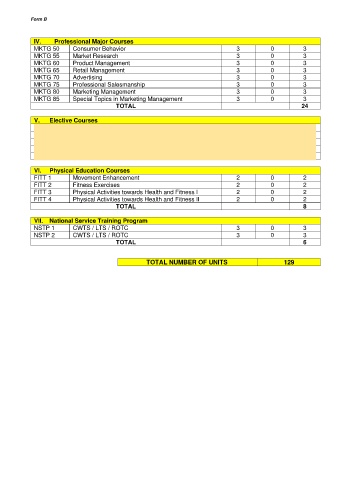 Form B
IV. Professional Major Courses
MKTG 50 Consumer Behavior 3 0 3
MKTG 55 Market Research 3 0 3
MKTG 60 Product Management 3 0 3
MKTG 65 Retail Management 3 0 3
MKTG 70 Advertising 3 0 3
MKTG 75 Professional Salesmanship 3 0 3
MKTG 80 Marketing Management 3 0 3
MKTG 85 Special Topics in Marketing Management 3 0 3
TOTAL 24
V. Elective Courses
VI. Physical Education Courses
FITT 1 Movement Enhancement 2 0 2
FITT 2 Fitness Exercises 2 0 2
FITT 3 Physical Activities towards Health and Fitness I 2 0 2
FITT 4 Physical Activities towards Health and Fitness II 2 0 2
TOTAL 8
VII. National Service Training Program
NSTP 1 CWTS / LTS / ROTC 3 0 3
NSTP 2 CWTS / LTS / ROTC 3 0 3
TOTAL 6
TOTAL NUMBER OF UNITS 129